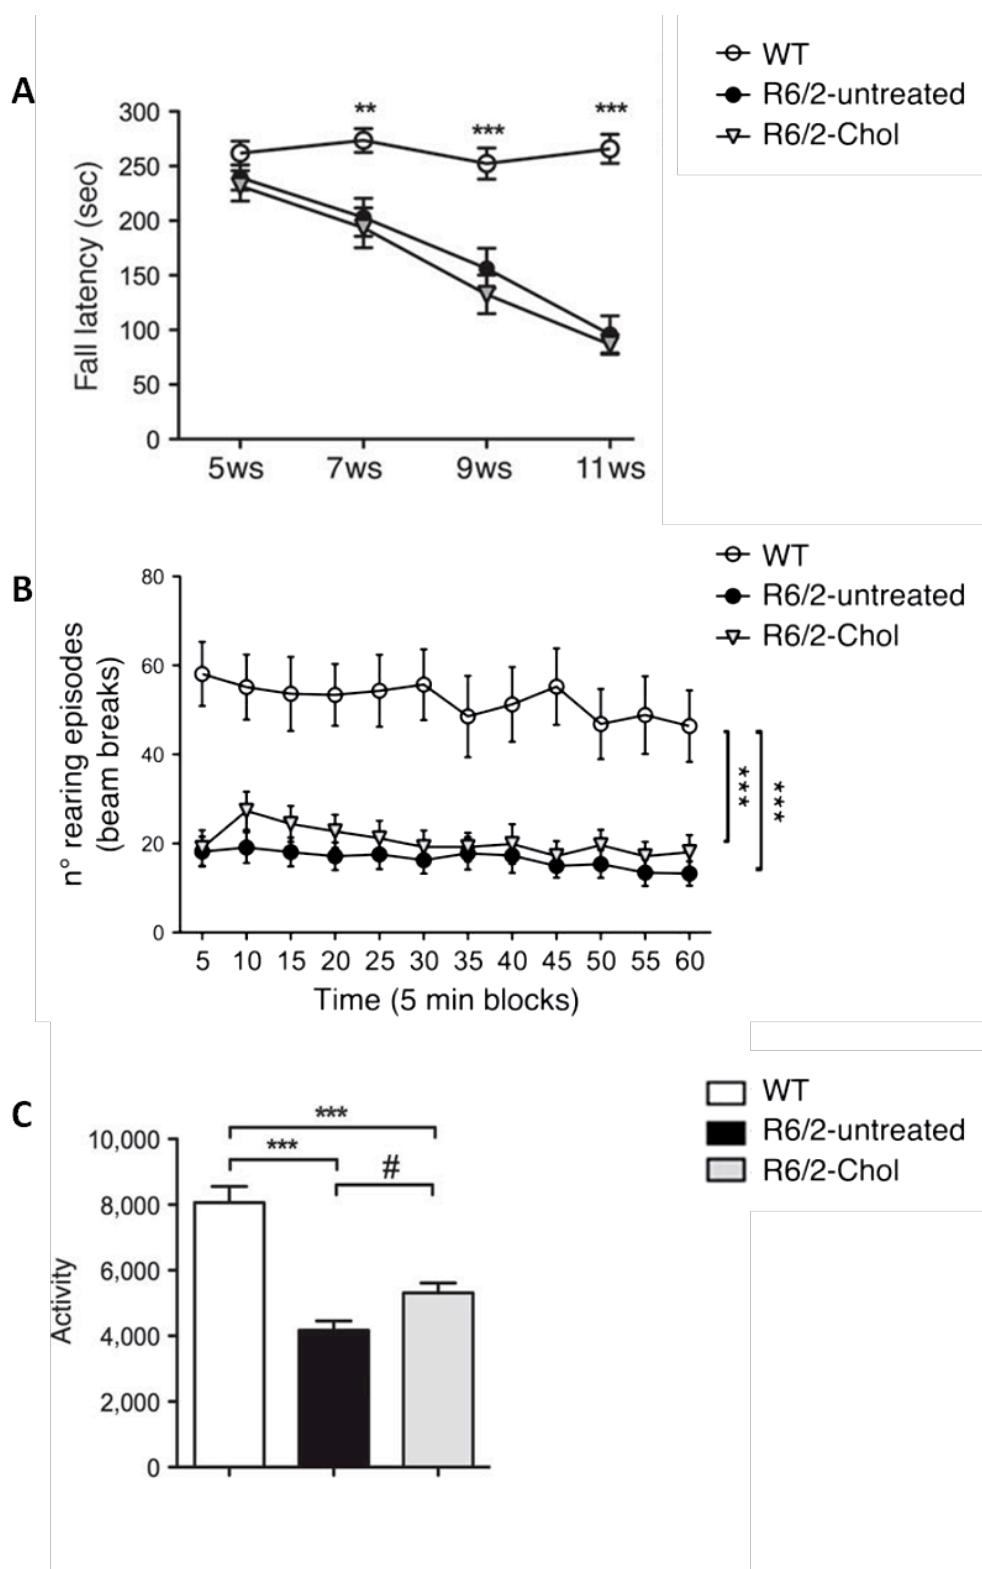 A
WT
R6/2-untreated
R6/2-Chol
Fall latency (sec)
300
250
200
150
100
50
0
**
***
***
5ws 7ws 9ws 11ws
B
WT
R6/2-untreated
R6/2-Chol
n° rearing episodes
(beam breaks)
80
60
40
20
0
***
***
5 10 15 20 25 30 35 40 45 50 55 60
Time (5 min blocks)
C
WT
R6/2-untreated
R6/2-Chol
Activity
10,000
8,000
6,000
4,000
2,000
0
***
***
#